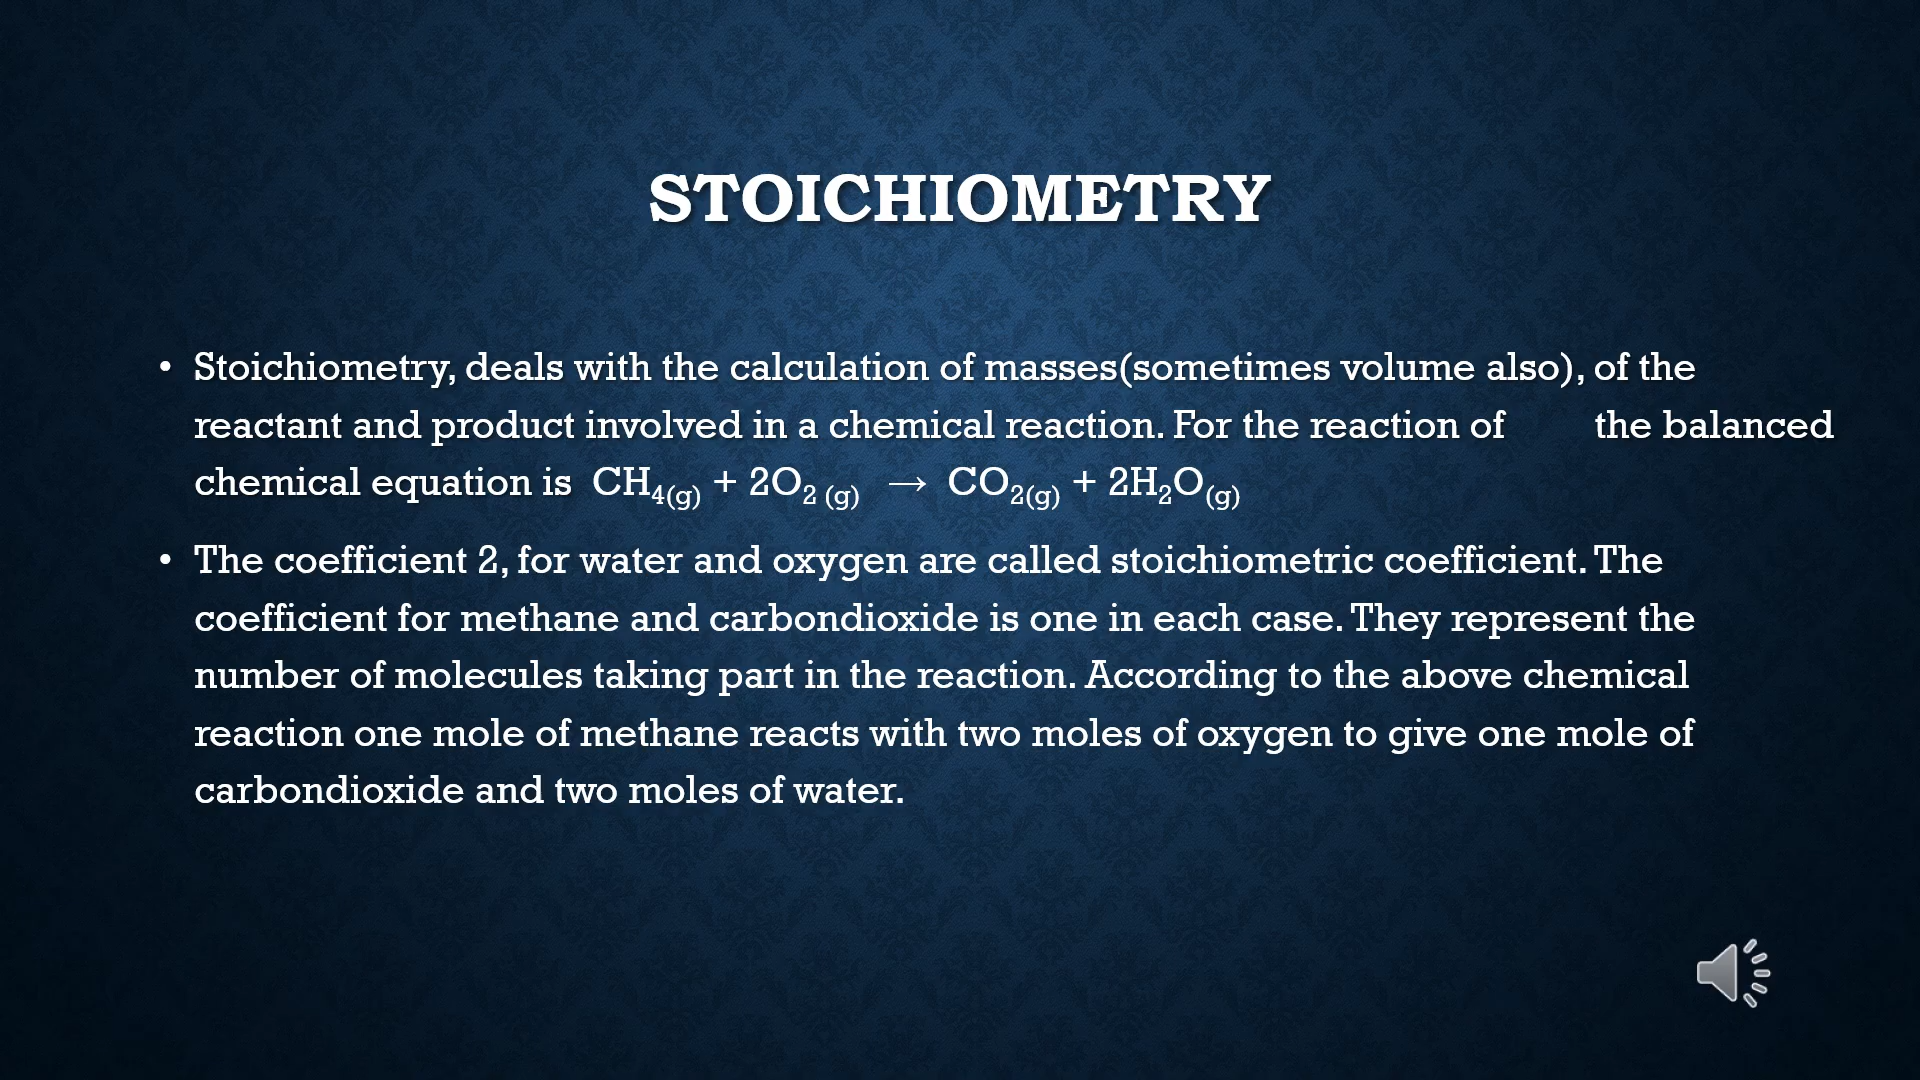 STOICHIOMETRY
• Stoichiometry, deals with the calculation of masses(sometimes volume also), of the
reactant and product involved in a chemical reaction. For the reaction of the balanced
chemical equation is CH₄(g) + 2O₂ (g) → CO₂(g) + 2H₂O(g)
• The coefficient 2, for water and oxygen are called stoichiometric coefficient. The
coefficient for methane and carbondioxide is one in each case. They represent the
number of molecules taking part in the reaction. According to the above chemical
reaction one mole of methane reacts with two moles of oxygen to give one mole of
carbondioxide and two moles of water.